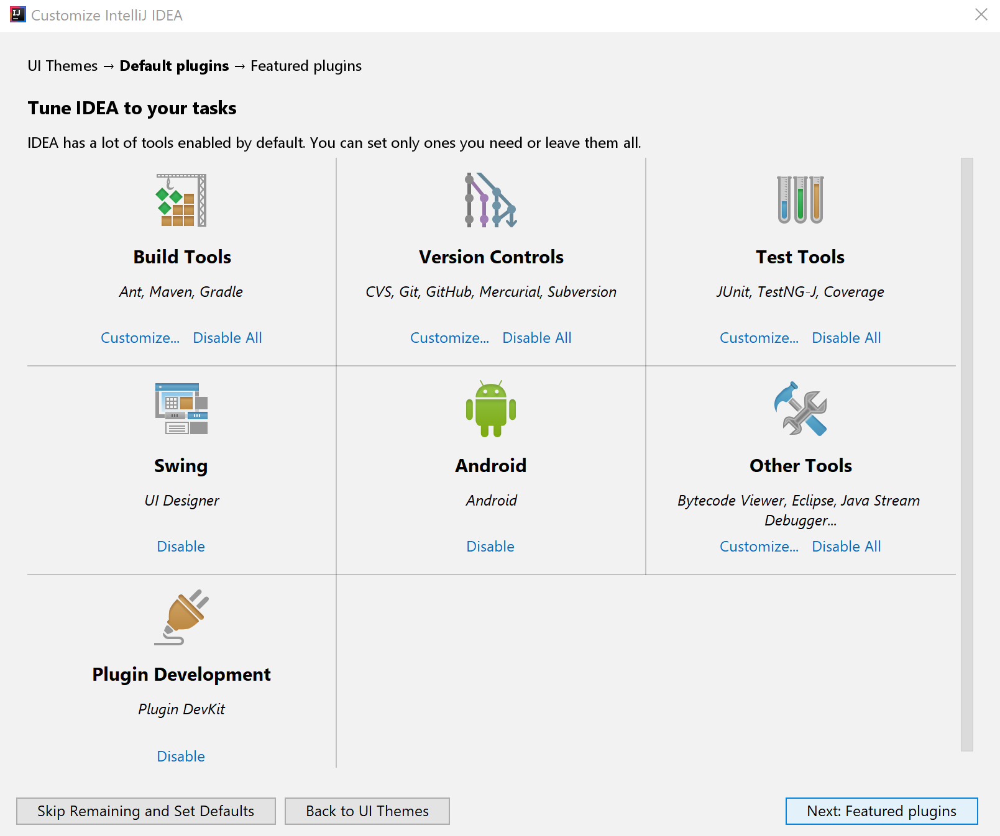 IJ
Customize IntelliJ IDEA
UI Themes → Default plugins → Featured plugins
Tune IDEA to your tasks
IDEA has a lot of tools enabled by default. You can set only ones you need or leave them all.
Build Tools
Ant, Maven, Gradle
Customize... Disable All
Version Controls
CVS, Git, GitHub, Mercurial, Subversion
Customize... Disable All
Test Tools
JUnit, TestNG-J, Coverage
Customize... Disable All
Swing
UI Designer
Disable
Android
Android
Disable
Other Tools
Bytecode Viewer, Eclipse, Java Stream
Debugger...
Customize... Disable All
Plugin Development
Plugin DevKit
Disable
Skip Remaining and Set Defaults
Back to UI Themes
Next: Featured plugins